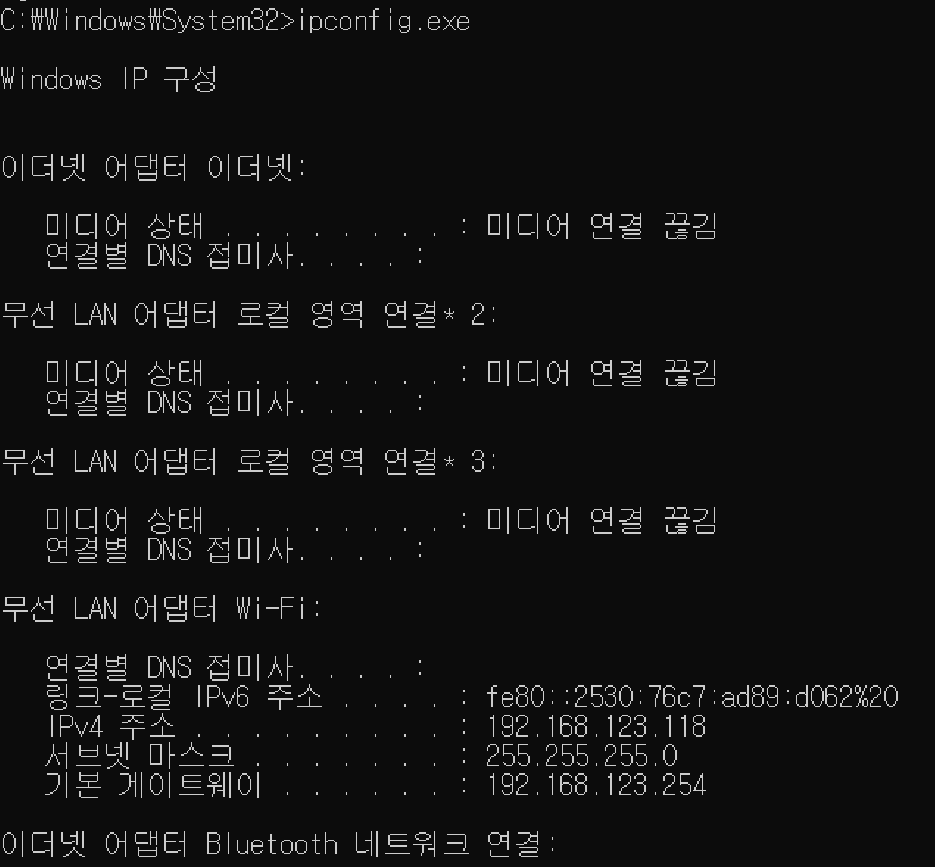 C:₩Windows₩System32>ipconfig.exe
Windows IP 구성
이더넷 어댑터 이더넷:
미디어 상태 . . . . . . . . : 미디어 연결 끊김
연결별 DNS 접미사. . . . :
무선 LAN 어댑터 로컬 영역 연결* 2:
미디어 상태 . . . . . . . . : 미디어 연결 끊김
연결별 DNS 접미사. . . . :
무선 LAN 어댑터 로컬 영역 연결* 3:
미디어 상태 . . . . . . . . : 미디어 연결 끊김
연결별 DNS 접미사. . . . :
무선 LAN 어댑터 Wi-Fi:
연결별 DNS 접미사. . . . :
링크-로컬 IPv6 주소 . . . . : fe80::2530:76c7:ad89:d062%20
IPv4 주소 . . . . . . . . . : 192.168.123.118
서브넷 마스크 . . . . . . . : 255.255.255.0
기본 게이트웨이 . . . . . . : 192.168.123.254
이더넷 어댑터 Bluetooth 네트워크 연결: